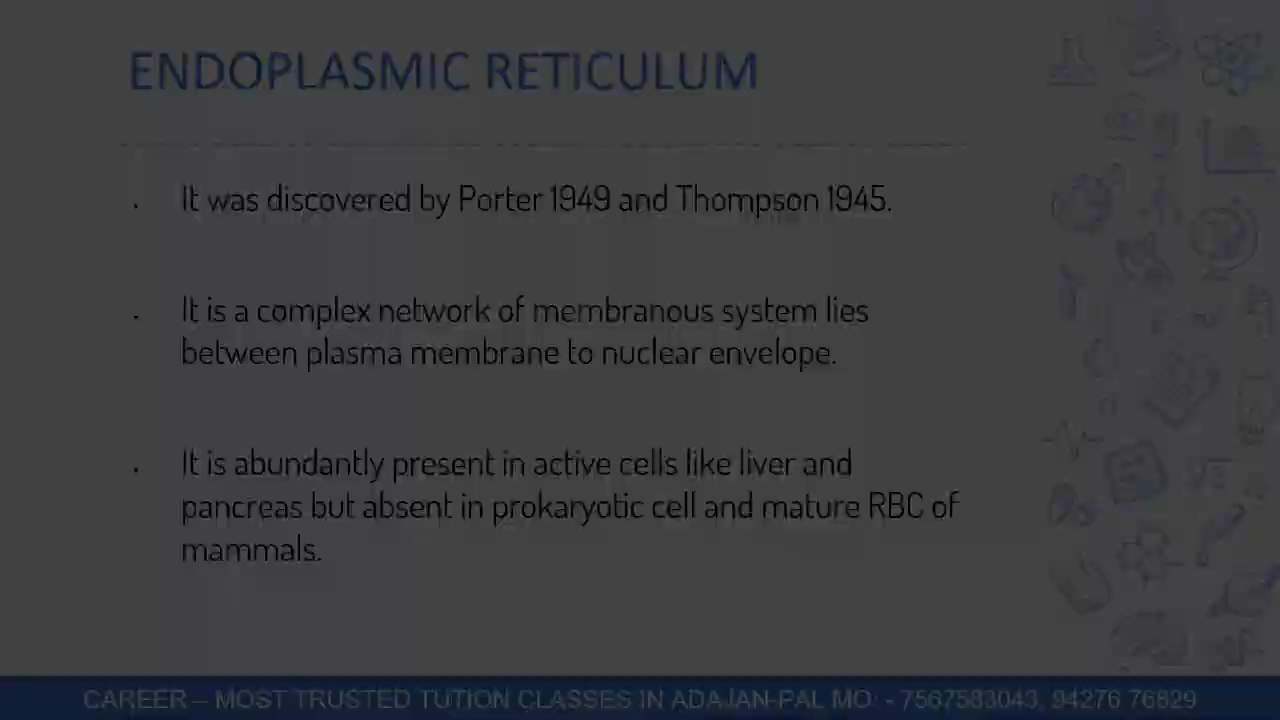 ENDOPLASMIC RETICULUM
It was discovered by Porter 1949 and Thompson 1945.
It is a complex network of membranous system lies
between plasma membrane to nuclear envelope.
It is abundantly present in active cells like liver and
pancreas but absent in prokaryotic cell and mature RBC of
mammals.
CAREER – MOST TRUSTED TUTION CLASSES IN ADAJAN-PAL MO: - 7567583043, 94276 76829